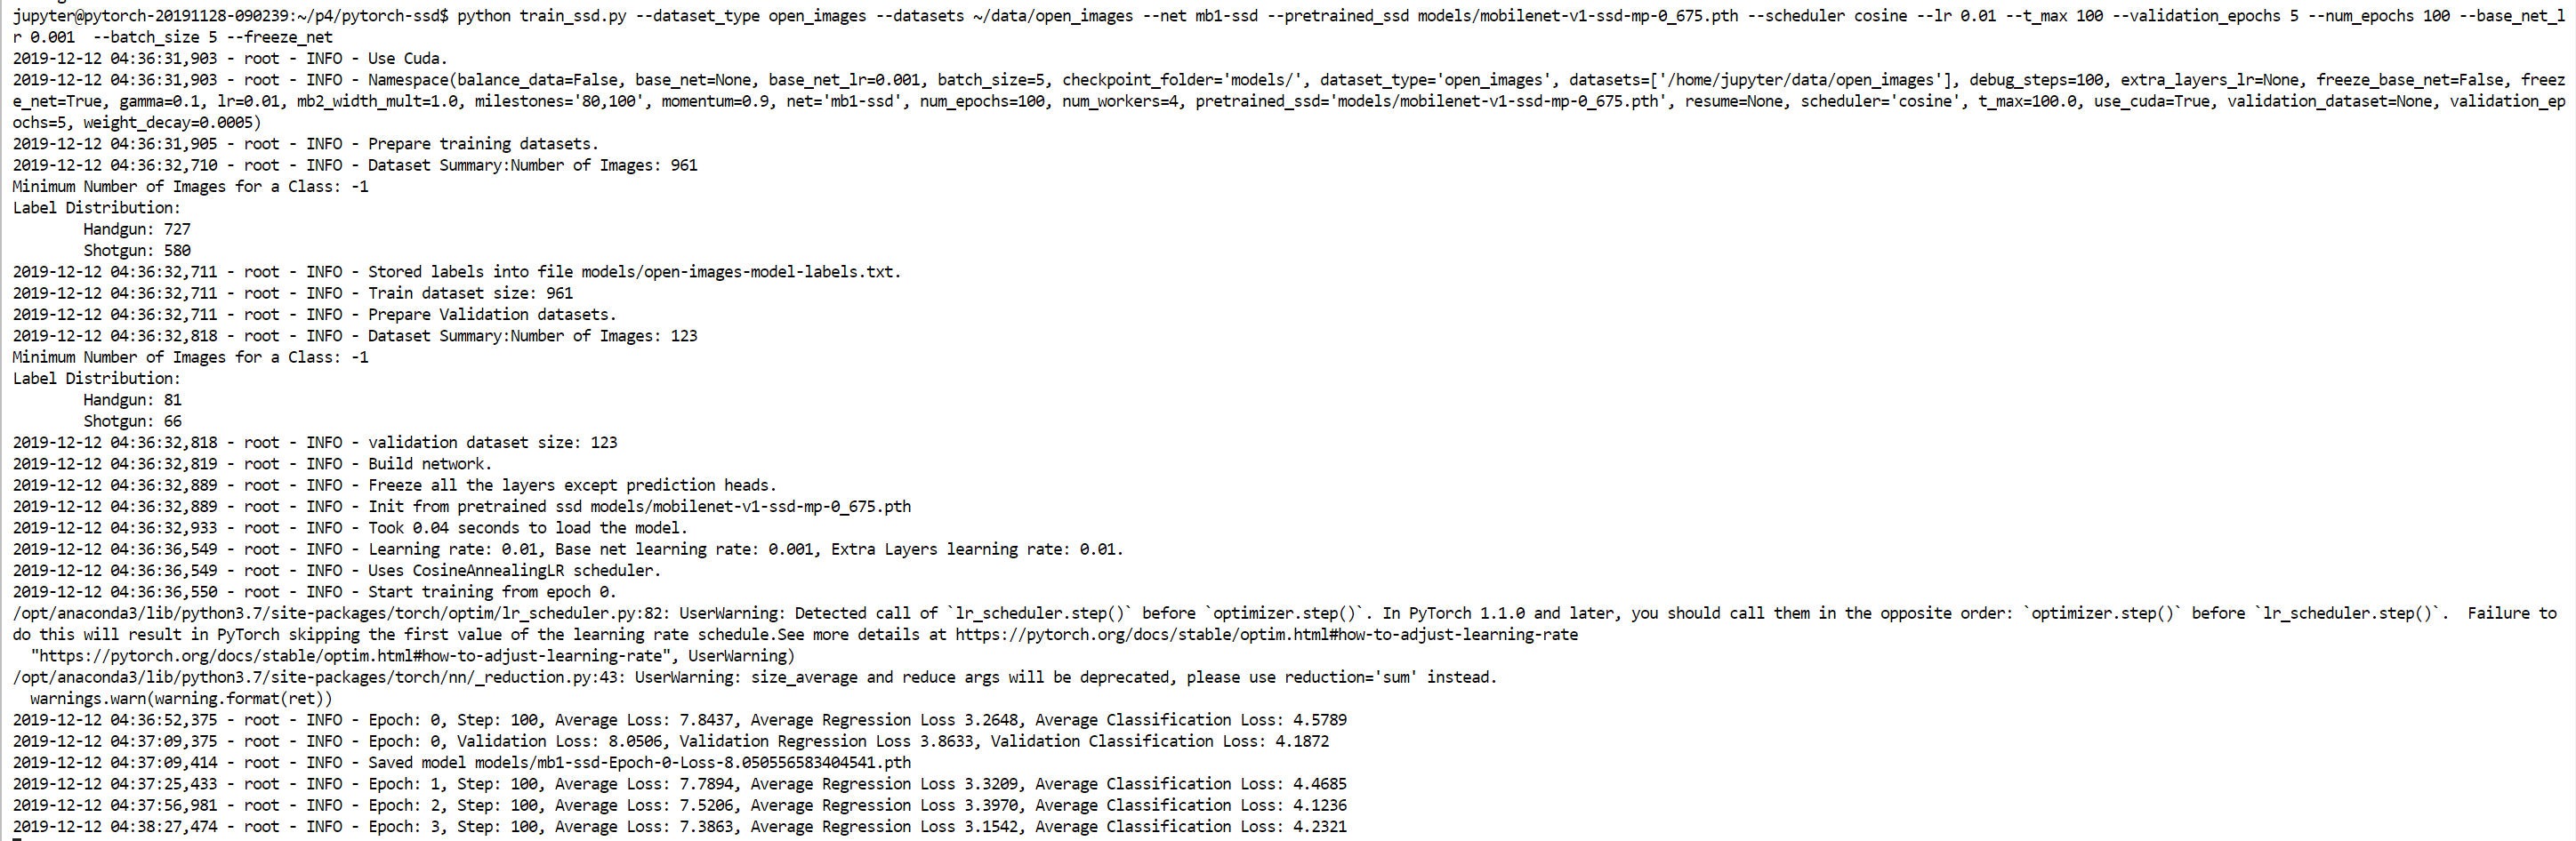 jupyter@pytorch-20191128-090239:~/p4/pytorch-ssd$ python train_ssd.py --dataset_type open_images --datasets ~/data/open_images --net mb1-ssd --pretrained_ssd models/mobilenet-v1-ssd-mp-0_675.pth --scheduler cosine --lr 0.01 --t_max 100 --validation_epochs 5 --num_epochs 100 --base_net_l
r 0.001  --batch_size 5 --freeze_net
2019-12-12 04:36:31,903 - root - INFO - Use Cuda.
2019-12-12 04:36:31,903 - root - INFO - Namespace(balance_data=False, base_net=None, base_net_lr=0.001, batch_size=5, checkpoint_folder='models/', dataset_type='open_images', datasets=['/home/jupyter/data/open_images'], debug_steps=100, extra_layers_lr=None, freeze_base_net=False, freez
e_net=True, gamma=0.1, lr=0.01, mb2_width_mult=1.0, milestones='80,100', momentum=0.9, net='mb1-ssd', num_epochs=100, num_workers=4, pretrained_ssd='models/mobilenet-v1-ssd-mp-0_675.pth', resume=None, scheduler='cosine', t_max=100.0, use_cuda=True, validation_dataset=None, validation_ep
ochs=5, weight_decay=0.0005)
2019-12-12 04:36:31,905 - root - INFO - Prepare training datasets.
2019-12-12 04:36:32,710 - root - INFO - Dataset Summary:Number of Images: 961
Minimum Number of Images for a Class: -1
Label Distribution:
Handgun: 727
Shotgun: 580
2019-12-12 04:36:32,711 - root - INFO - Stored labels into file models/open-images-model-labels.txt.
2019-12-12 04:36:32,711 - root - INFO - Train dataset size: 961
2019-12-12 04:36:32,711 - root - INFO - Prepare Validation datasets.
2019-12-12 04:36:32,818 - root - INFO - Dataset Summary:Number of Images: 123
Minimum Number of Images for a Class: -1
Label Distribution:
Handgun: 81
Shotgun: 66
2019-12-12 04:36:32,818 - root - INFO - validation dataset size: 123
2019-12-12 04:36:32,819 - root - INFO - Build network.
2019-12-12 04:36:32,889 - root - INFO - Freeze all the layers except prediction heads.
2019-12-12 04:36:32,889 - root - INFO - Init from pretrained ssd models/mobilenet-v1-ssd-mp-0_675.pth
2019-12-12 04:36:32,933 - root - INFO - Took 0.04 seconds to load the model.
2019-12-12 04:36:36,549 - root - INFO - Learning rate: 0.01, Base net learning rate: 0.001, Extra Layers learning rate: 0.01.
2019-12-12 04:36:36,549 - root - INFO - Uses CosineAnnealingLR scheduler.
2019-12-12 04:36:36,550 - root - INFO - Start training from epoch 0.
/opt/anaconda3/lib/python3.7/site-packages/torch/optim/lr_scheduler.py:82: UserWarning: Detected call of `lr_scheduler.step()` before `optimizer.step()`. In PyTorch 1.1.0 and later, you should call them in the opposite order: `optimizer.step()` before `lr_scheduler.step()`.  Failure to
do this will result in PyTorch skipping the first value of the learning rate schedule.See more details at https://pytorch.org/docs/stable/optim.html#how-to-adjust-learning-rate
"https://pytorch.org/docs/stable/optim.html#how-to-adjust-learning-rate", UserWarning)
/opt/anaconda3/lib/python3.7/site-packages/torch/nn/_reduction.py:43: UserWarning: size_average and reduce args will be deprecated, please use reduction='sum' instead.
warnings.warn(warning.format(ret))
2019-12-12 04:36:52,375 - root - INFO - Epoch: 0, Step: 100, Average Loss: 7.8437, Average Regression Loss 3.2648, Average Classification Loss: 4.5789
2019-12-12 04:37:09,375 - root - INFO - Epoch: 0, Validation Loss: 8.0506, Validation Regression Loss 3.8633, Validation Classification Loss: 4.1872
2019-12-12 04:37:09,414 - root - INFO - Saved model models/mb1-ssd-Epoch-0-Loss-8.050556583404541.pth
2019-12-12 04:37:25,433 - root - INFO - Epoch: 1, Step: 100, Average Loss: 7.7894, Average Regression Loss 3.3209, Average Classification Loss: 4.4685
2019-12-12 04:37:56,981 - root - INFO - Epoch: 2, Step: 100, Average Loss: 7.5206, Average Regression Loss 3.3970, Average Classification Loss: 4.1236
2019-12-12 04:38:27,474 - root - INFO - Epoch: 3, Step: 100, Average Loss: 7.3863, Average Regression Loss 3.1542, Average Classification Loss: 4.2321